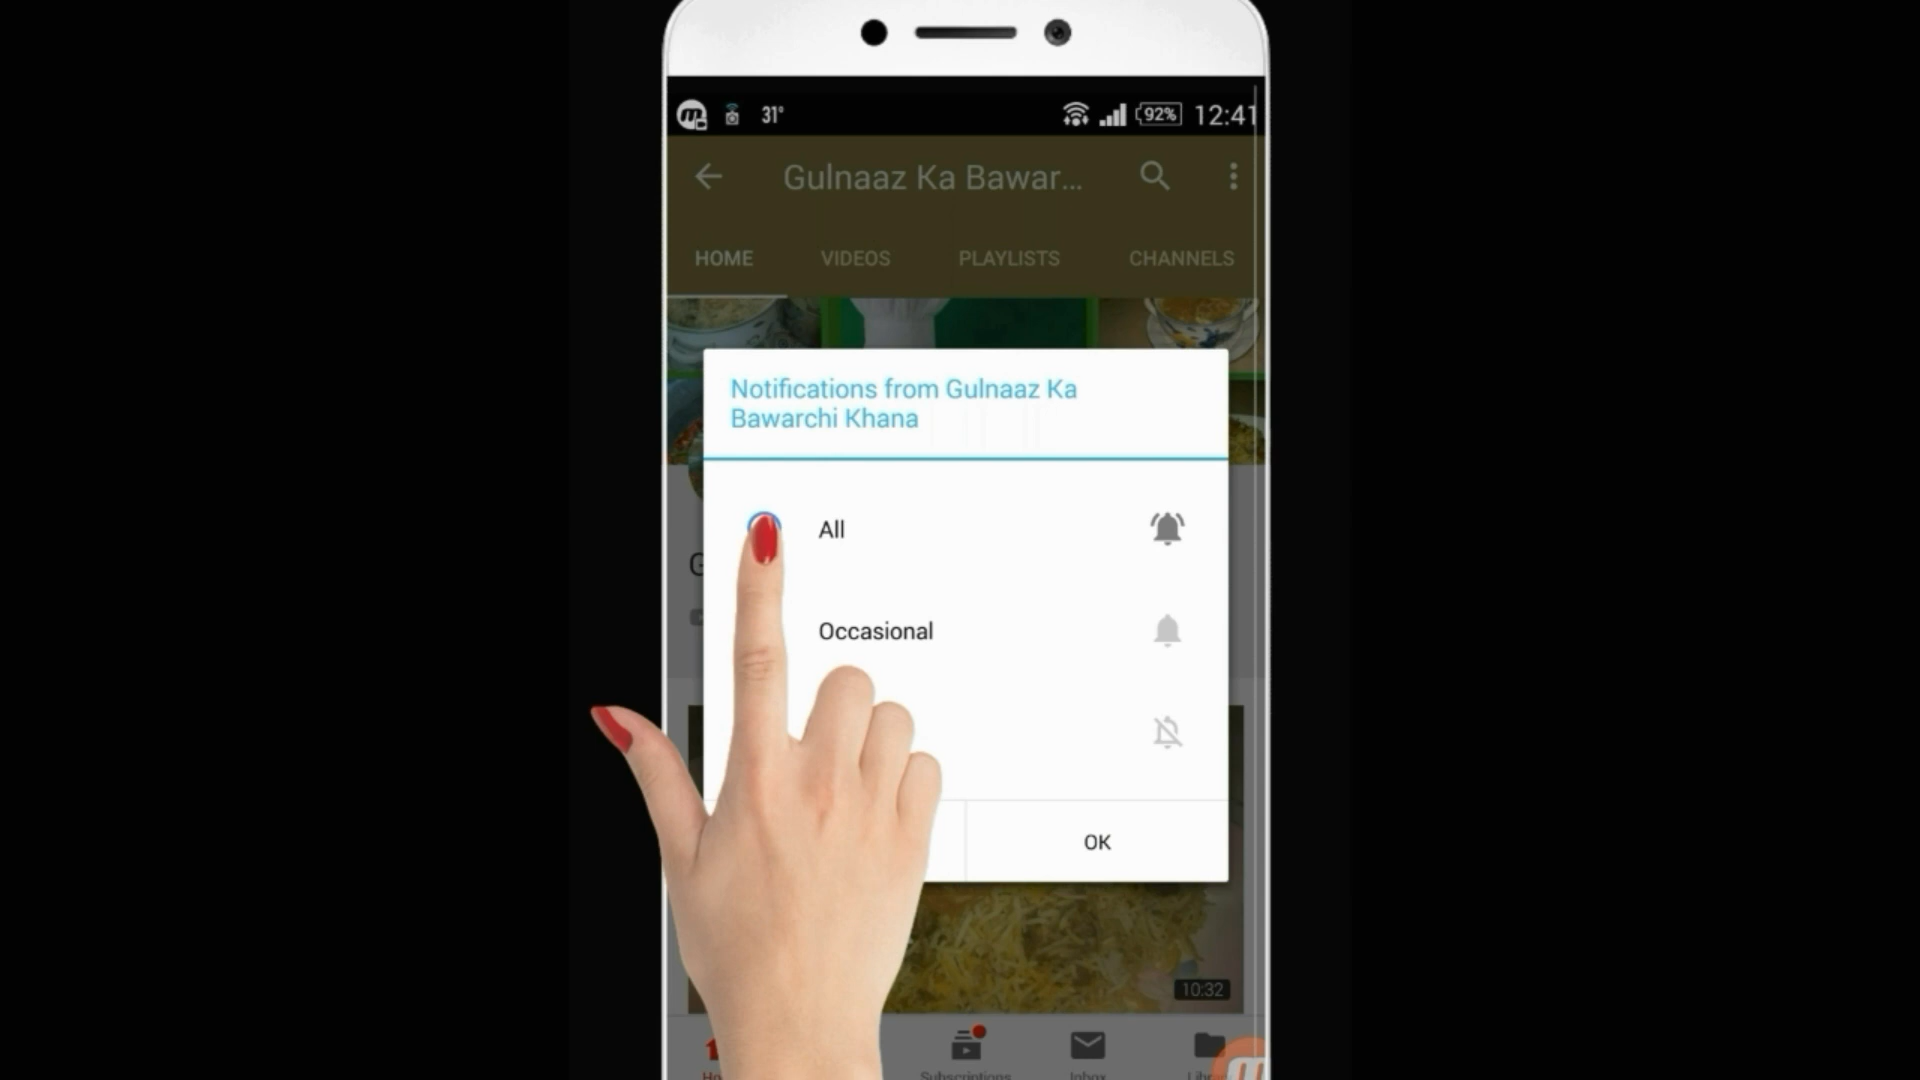 31°
92%
12:41
Gulnaaz Ka Bawar...
HOME VIDEOS PLAYLISTS CHANNELS
Notifications from Gulnaaz Ka
Bawarchi Khana
All
Occasional
OK
10:32
Subscriptions
Inbox